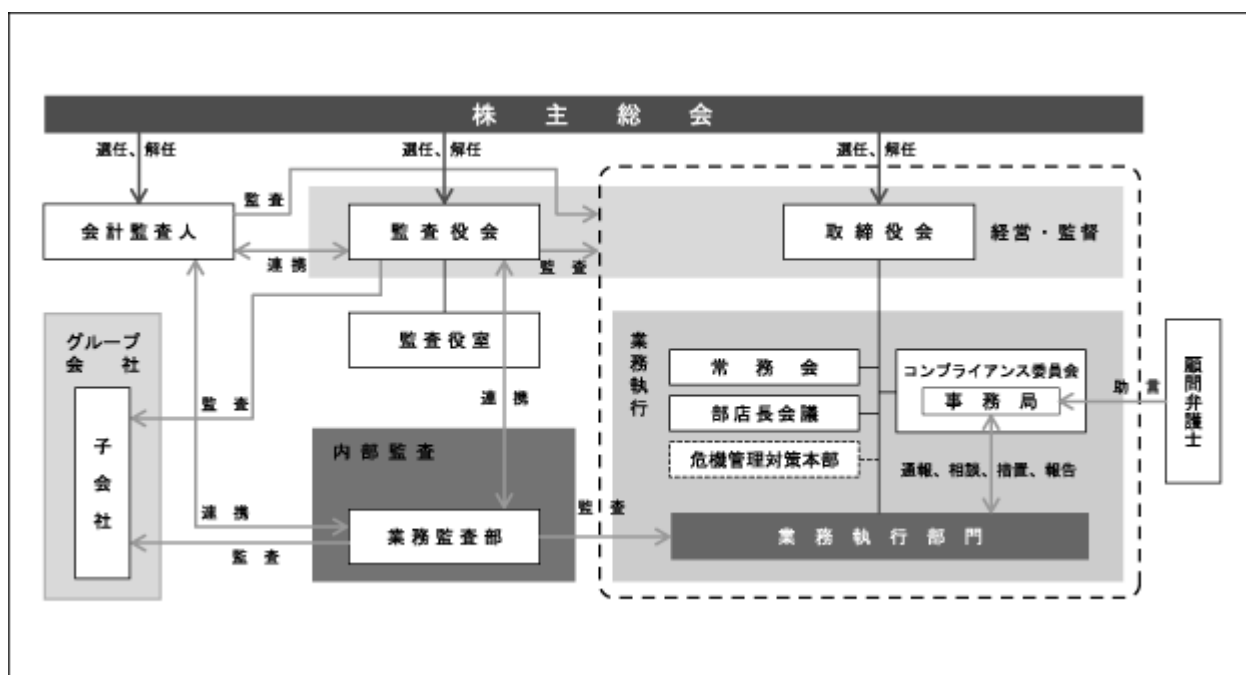 株主総会
選任、解任
選任、解任
選任、解任
監査
会計監査人
監査役会
取締役会
経営・監督
連携
監査
グループ
会社
監査役室
業務執行
常務会
コンプライアンス委員会
事務局
助言
顧問弁護士
監査
連携
部店長会議
子会社
内部監査
危機管理対策本部
通報、相談、措置、報告
連携
監査
業務監査部
業務執行部門
監査